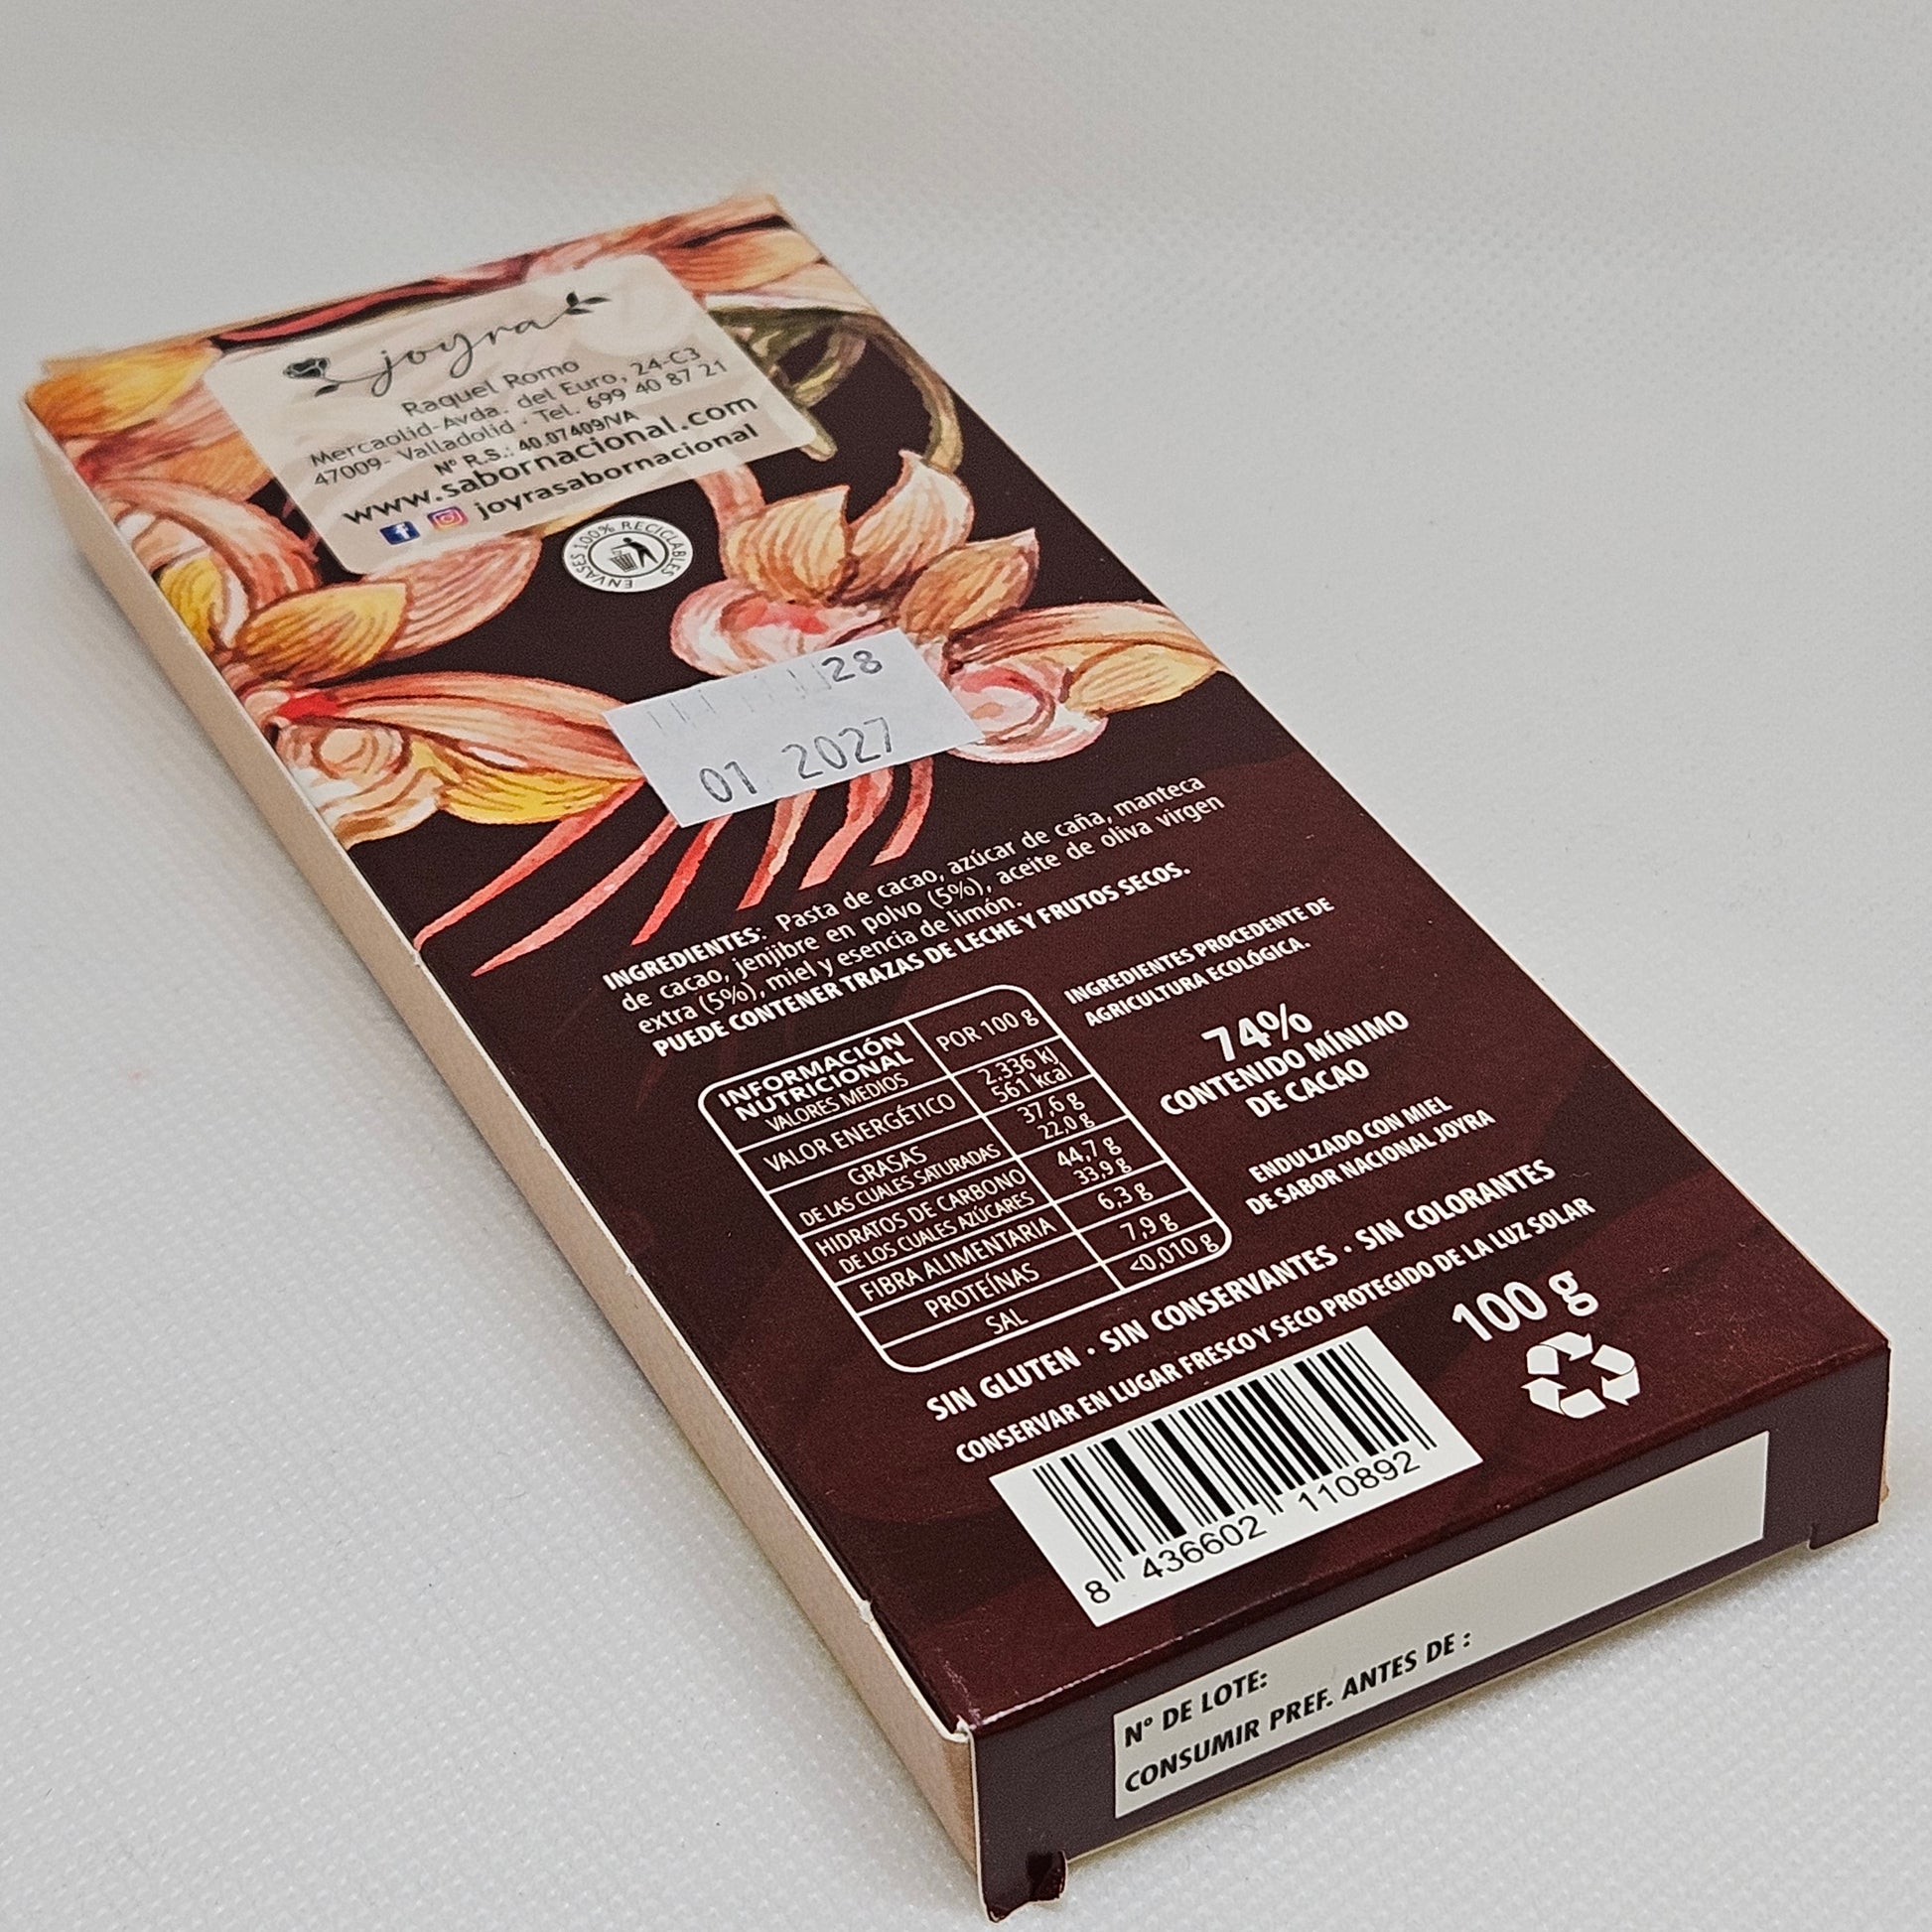 joyra
Raquel Romo
Mercaolid-Avda. del Euro, 24-C3
47009- Valladolid · Tel. 699 40 87 21
Nº R.S.: 40.07409/VA
www.sabornacional.com
joyrasabornacional
ENVASES 100% RECICLABLES
28
01 2027
INGREDIENTES: Pasta de cacao, azúcar de caña, manteca
de cacao, jenjibre en polvo (5%), aceite de oliva virgen
extra (5%), miel y esencia de limón.
PUEDE CONTENER TRAZAS DE LECHE Y FRUTOS SECOS.
INFORMACIÓN
NUTRICIONAL
VALORES MEDIOS
POR 100 g
VALOR ENERGÉTICO
2.336 kJ
561 kcal
GRASAS
37,6 g
DE LAS CUALES SATURADAS
22,0 g
HIDRATOS DE CARBONO
44,7 g
DE LOS CUALES AZÚCARES
33,9 g
FIBRA ALIMENTARIA
6,3 g
PROTEÍNAS
7,9 g
SAL
<0,010 g
INGREDIENTES PROCEDENTE DE
AGRICULTURA ECOLÓGICA.
74%
CONTENIDO MÍNIMO
DE CACAO
ENDULZADO CON MIEL
DE SABOR NACIONAL JOYRA
SIN GLUTEN · SIN CONSERVANTES · SIN COLORANTES
CONSERVAR EN LUGAR FRESCO Y SECO PROTEGIDO DE LA LUZ SOLAR
100 g
8 436602 110892
Nº DE LOTE:
CONSUMIR PREF. ANTES DE :